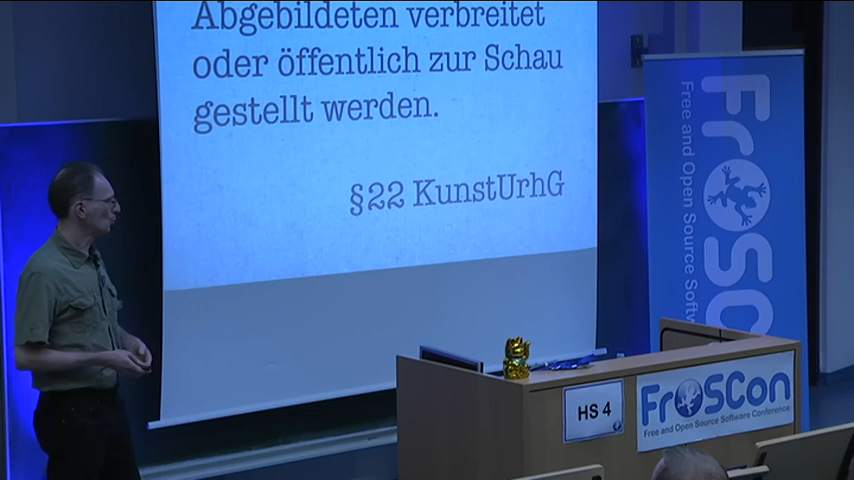 Abgebildeten verbreitet
oder öffentlich zur Schau
gestellt werden.
§22 KunstUrhG
FrOSCon
Free and Open Source Softw
HS 4
FrOSCon
Free and Open Source Software Conference